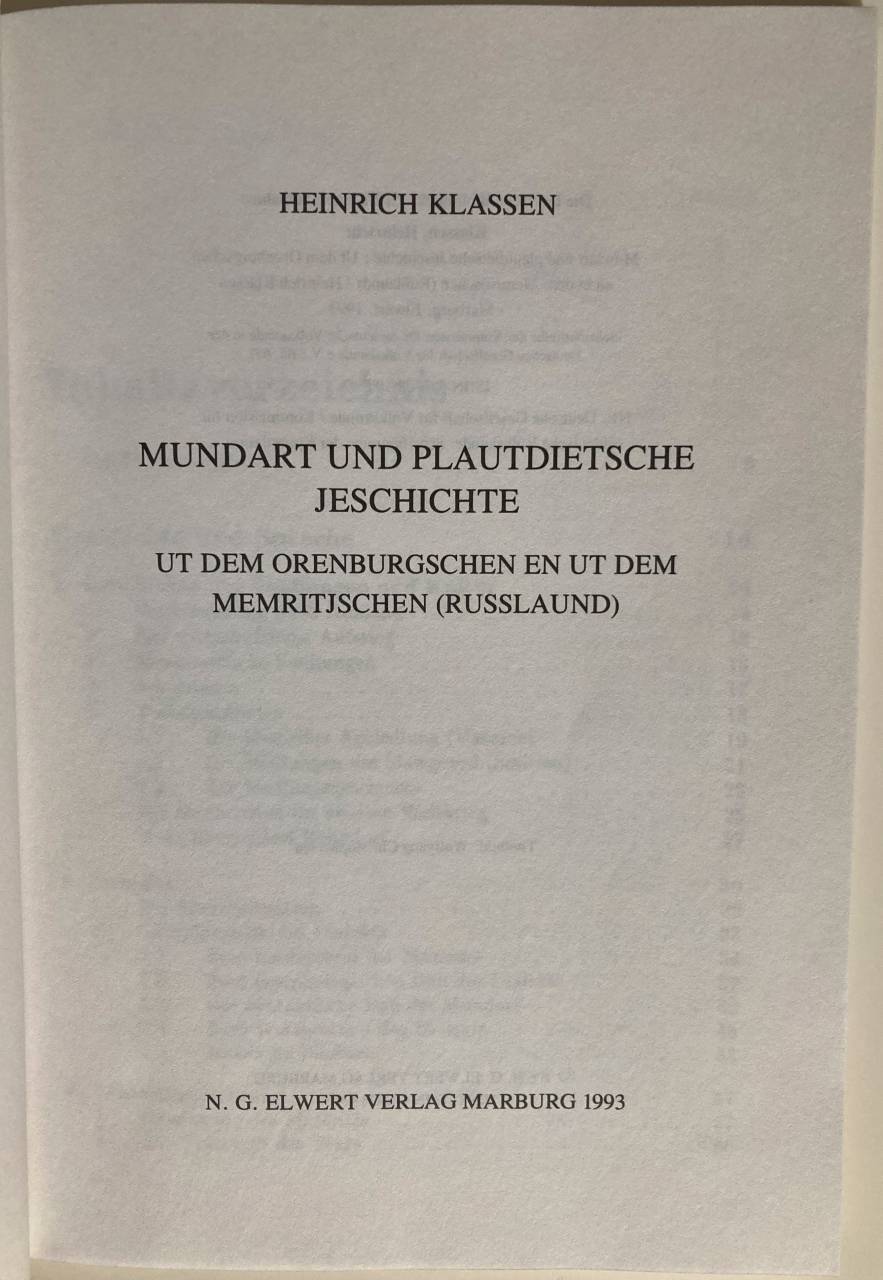 HEINRICH KLASSEN
MUNDART UND PLAUTDIETSCHE
JESCHICHTE
UT DEM ORENBURGSCHEN EN UT DEM
MEMRITJSCHEN (RUSSLAUND)
N. G. ELWERT VERLAG MARBURG 1993